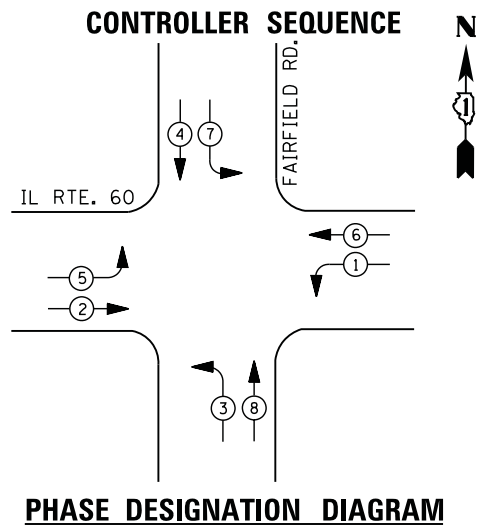 CONTROLLER SEQUENCE
N
1
FAIRFIELD RD.
4 7
IL RTE. 60
6
1
5
2
3 8
PHASE DESIGNATION DIAGRAM